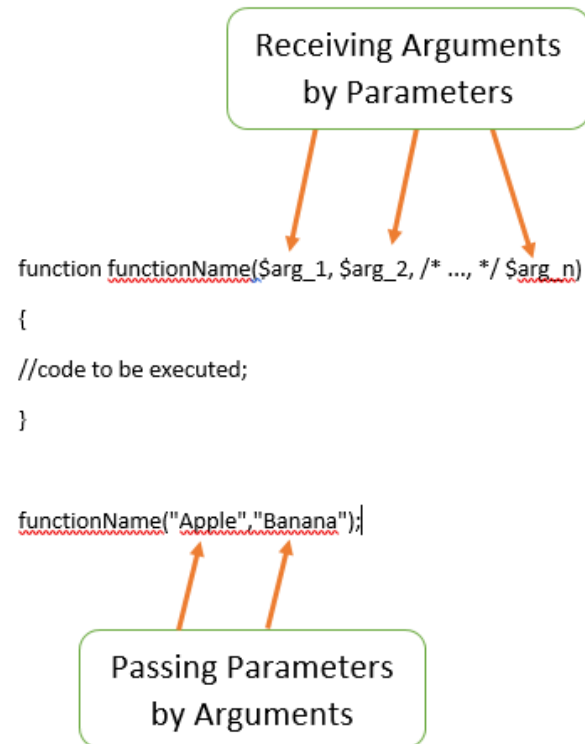 Receiving Arguments
by Parameters
function functionName($arg_1, $arg_2, /* ..., */ $arg_n)
{
//code to be executed;
}
functionName("Apple","Banana");
Passing Parameters
by Arguments